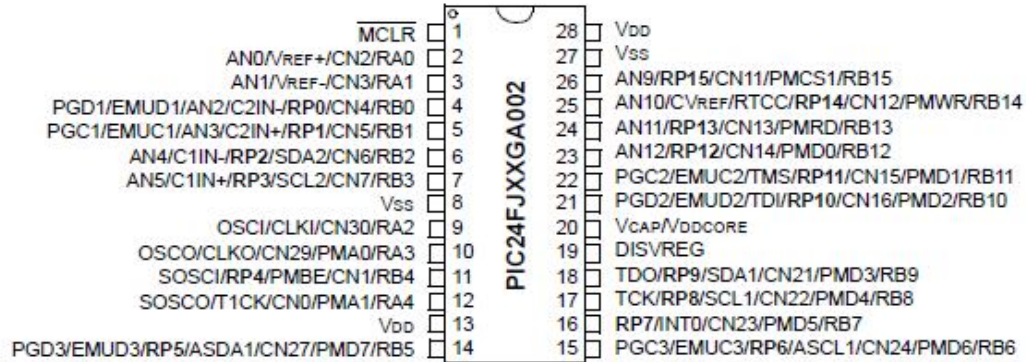 MCLR 1 28 VDD
AN0/VREF+/CN2/RA0 2 27 VSS
AN1/VREF-/CN3/RA1 3 26 AN9/RP15/CN11/PMCS1/RB15
PGD1/EMUD1/AN2/C2IN-/RP0/CN4/RB0 4 25 AN10/CVREF/RTCC/RP14/CN12/PMWR/RB14
PGC1/EMUC1/AN3/C2IN+/RP1/CN5/RB1 5 24 AN11/RP13/CN13/PMRD/RB13
AN4/C1IN-/RP2/SDA2/CN6/RB2 6 23 AN12/RP12/CN14/PMD0/RB12
AN5/C1IN+/RP3/SCL2/CN7/RB3 7 22 PGC2/EMUC2/TMS/RP11/CN15/PMD1/RB11
VSS 8 21 PGD2/EMUD2/TDI/RP10/CN16/PMD2/RB10
OSCI/CLKI/CN30/RA2 9 20 VCAP/VDDCORE
OSCO/CLKO/CN29/PMA0/RA3 10 19 DISVREG
SOSCI/RP4/PMBE/CN1/RB4 11 18 TDO/RP9/SDA1/CN21/PMD3/RB9
SOSCO/T1CK/CN0/PMA1/RA4 12 17 TCK/RP8/SCL1/CN22/PMD4/RB8
VDD 13 16 RP7/INT0/CN23/PMD5/RB7
PGD3/EMUD3/RP5/ASDA1/CN27/PMD7/RB5 14 15 PGC3/EMUC3/RP6/ASCL1/CN24/PMD6/RB6
PIC24FJXXGA002